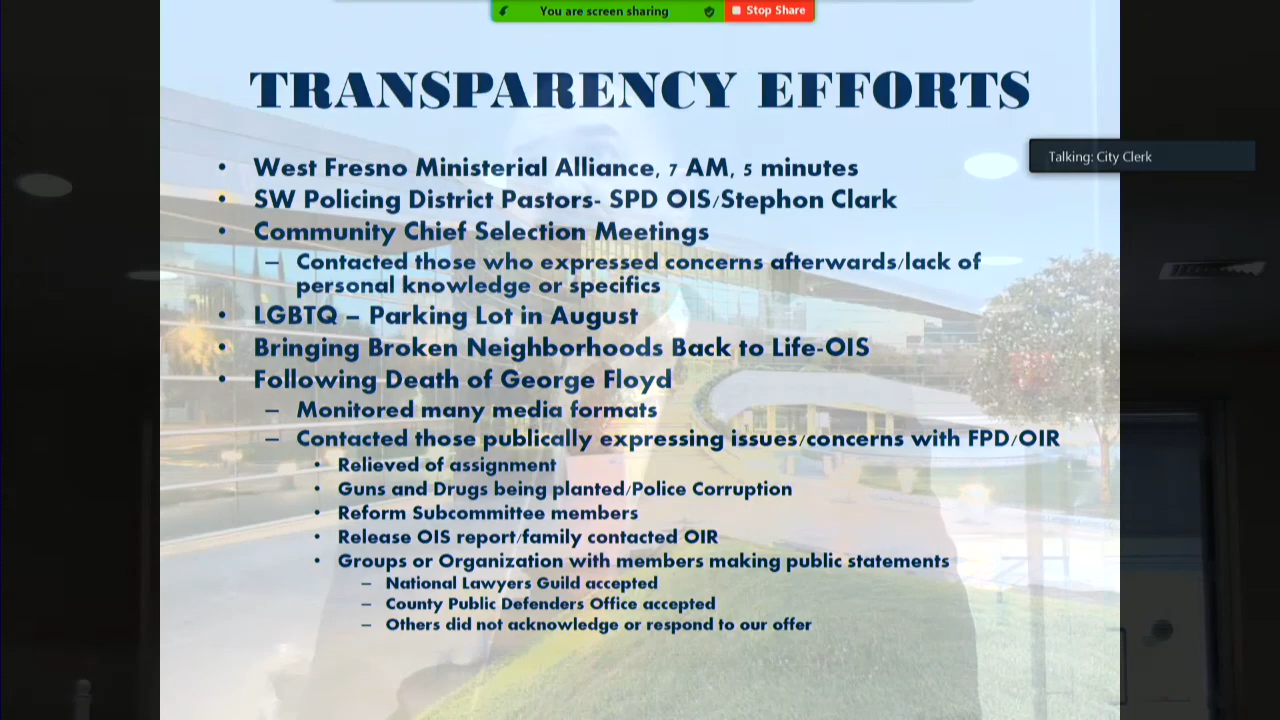 You are screen sharing
Stop Share
TRANSPARENCY EFFORTS
Talking: City Clerk
• West Fresno Ministerial Alliance, 7 AM, 5 minutes
• SW Policing District Pastors- SPD OIS/Stephon Clark
• Community Chief Selection Meetings
– Contacted those who expressed concerns afterwards/lack of
personal knowledge or specifics
• LGBTQ – Parking Lot in August
• Bringing Broken Neighborhoods Back to Life-OIS
• Following Death of George Floyd
– Monitored many media formats
– Contacted those publically expressing issues/concerns with FPD/OIR
• Relieved of assignment
• Guns and Drugs being planted/Police Corruption
• Reform Subcommittee members
• Release OIS report/family contacted OIR
• Groups or Organization with members making public statements
– National Lawyers Guild accepted
– County Public Defenders Office accepted
– Others did not acknowledge or respond to our offer